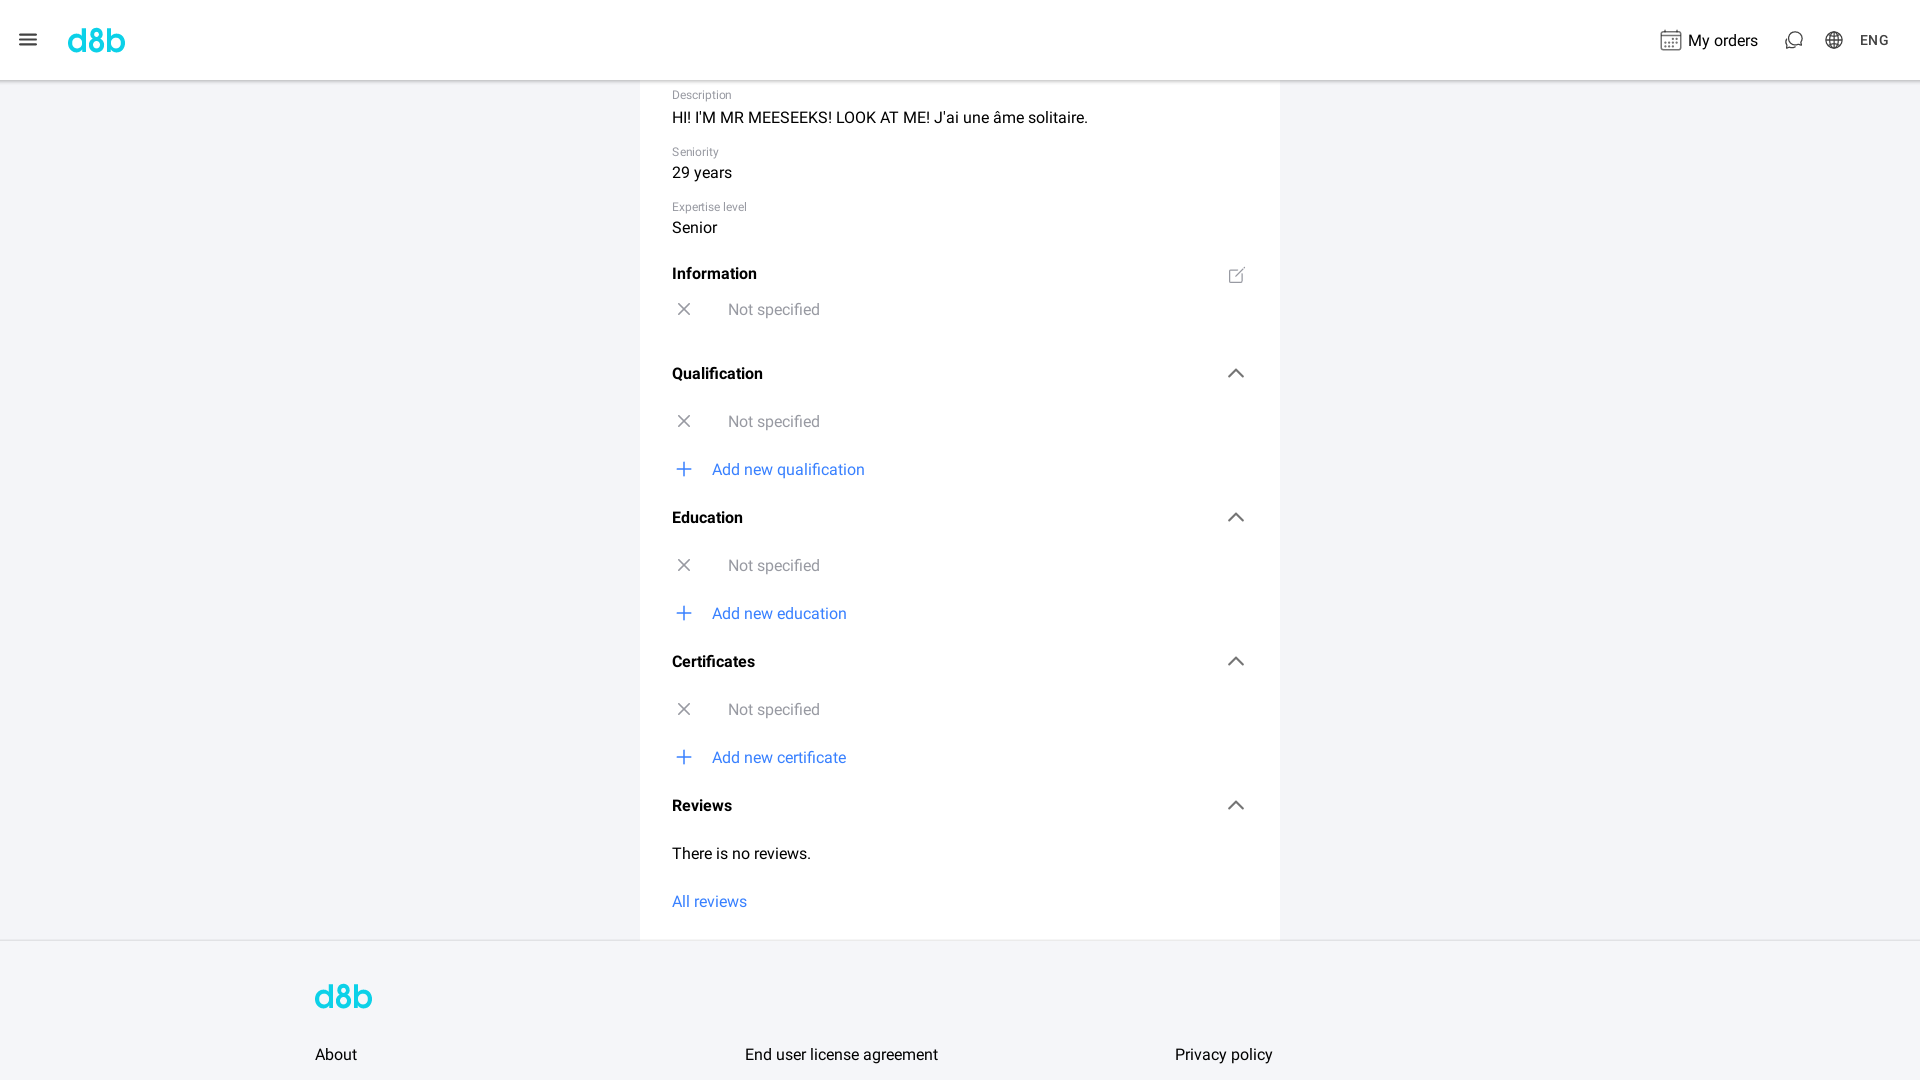 d8b
My orders
ENG
Description
HI! I'M MR MEESEEKS! LOOK AT ME! J'ai une âme solitaire.
Seniority
29 years
Expertise level
Senior
Information
Not specified
Qualification
Not specified
Add new qualification
Education
Not specified
Add new education
Certificates
Not specified
Add new certificate
Reviews
There is no reviews.
All reviews
d8b
About
End user license agreement
Privacy policy